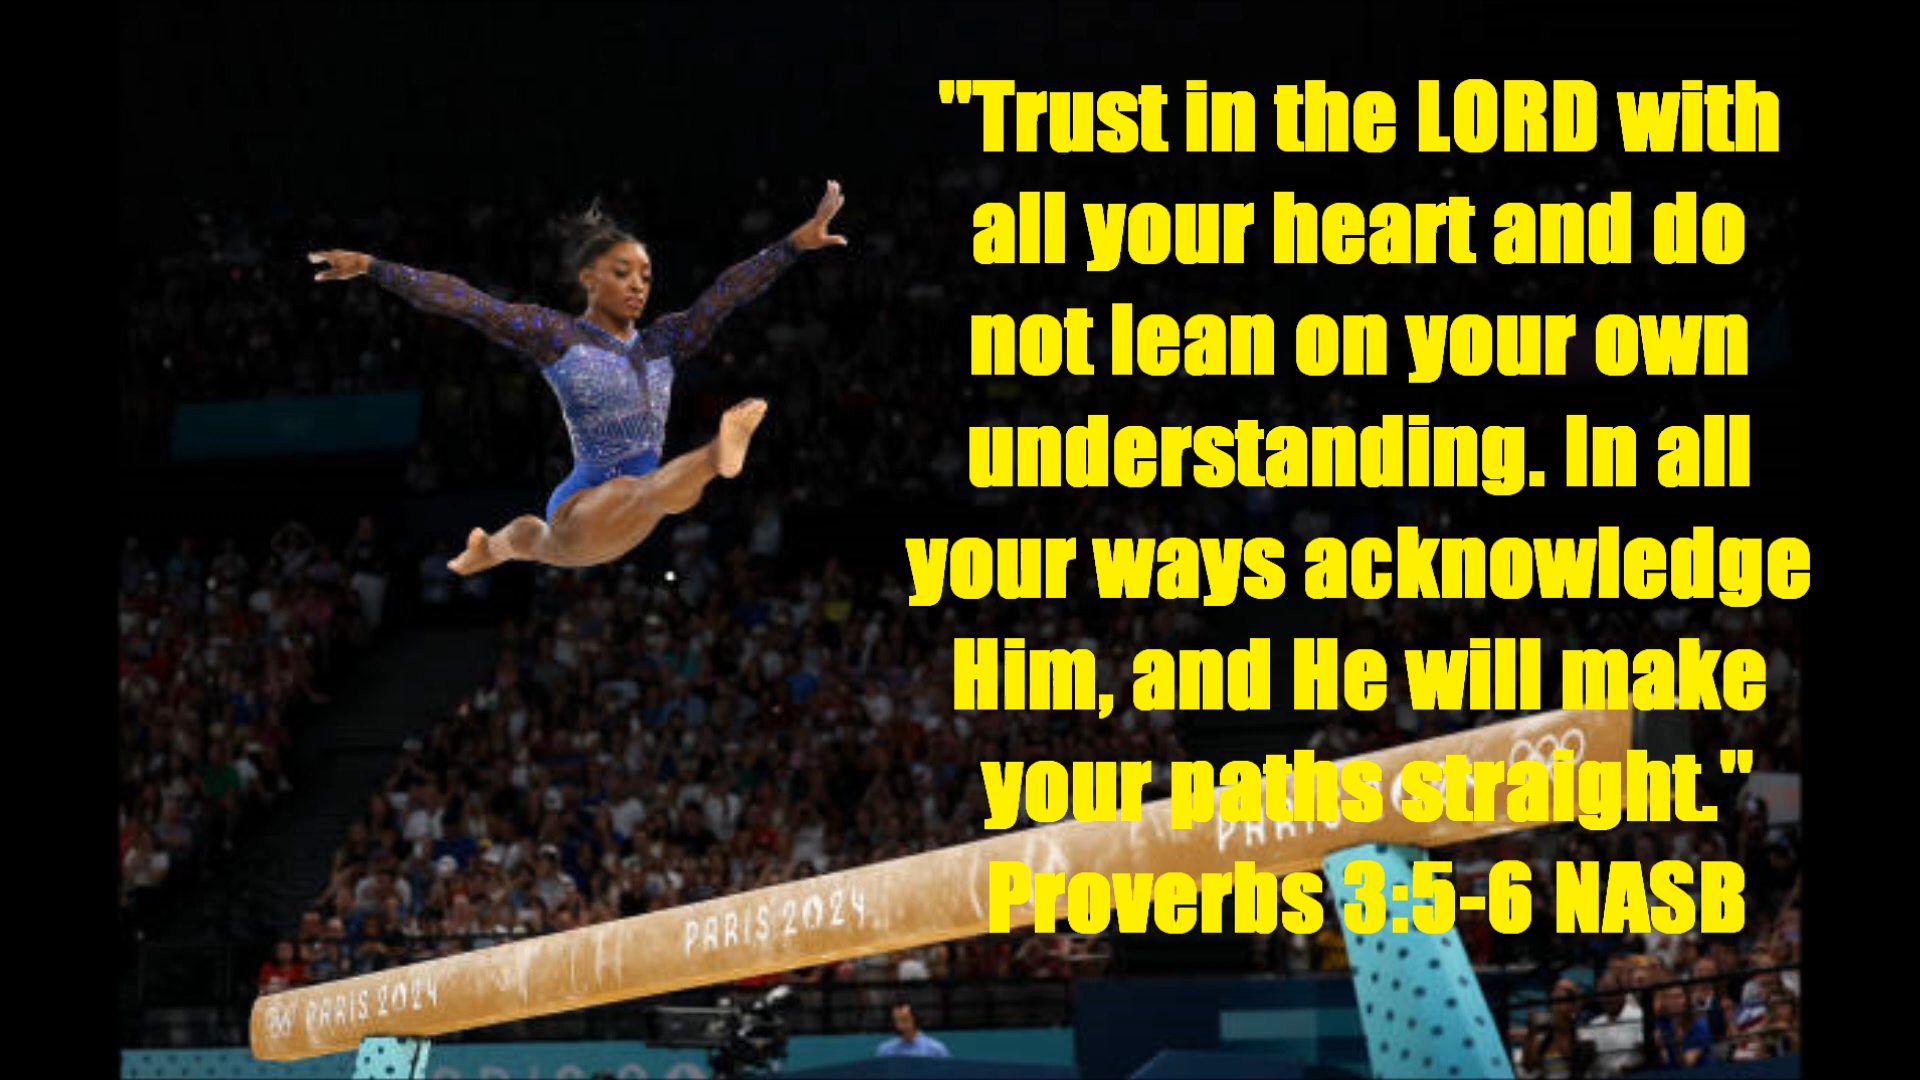 "Trust in the LORD with
all your heart and do
not lean on your own
understanding. In all
your ways acknowledge
Him, and He will make
your paths straight."
Proverbs 3:5-6 NASB
PARIS
PARIS 2024
PARIS 2024